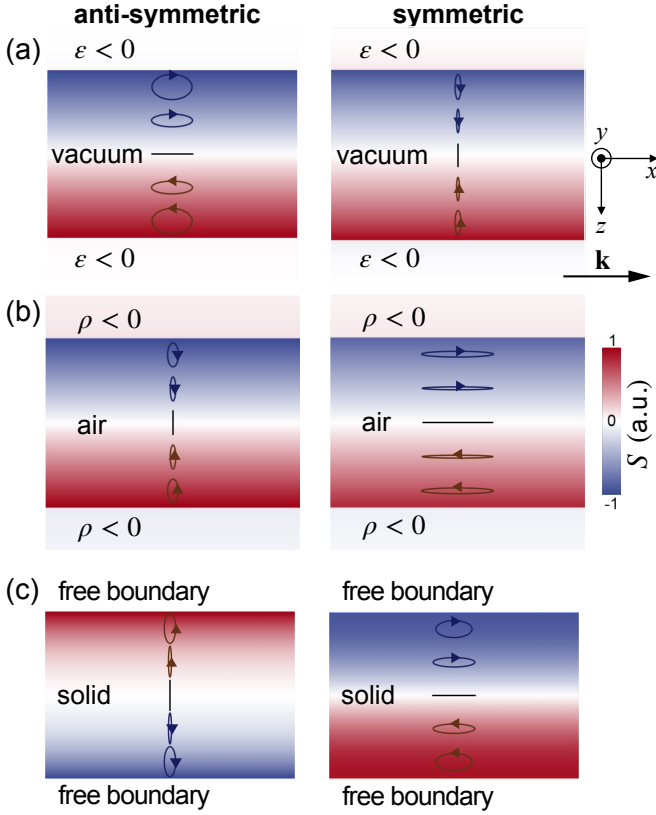 anti-symmetric symmetric
(a)
ε < 0 ε < 0
vacuum vacuum
y
x
z
ε < 0 ε < 0
k
(b)
ρ < 0 ρ < 0
air air
1
0
-1
S (a.u.)
ρ < 0 ρ < 0
(c)
free boundary free boundary
solid solid
free boundary free boundary